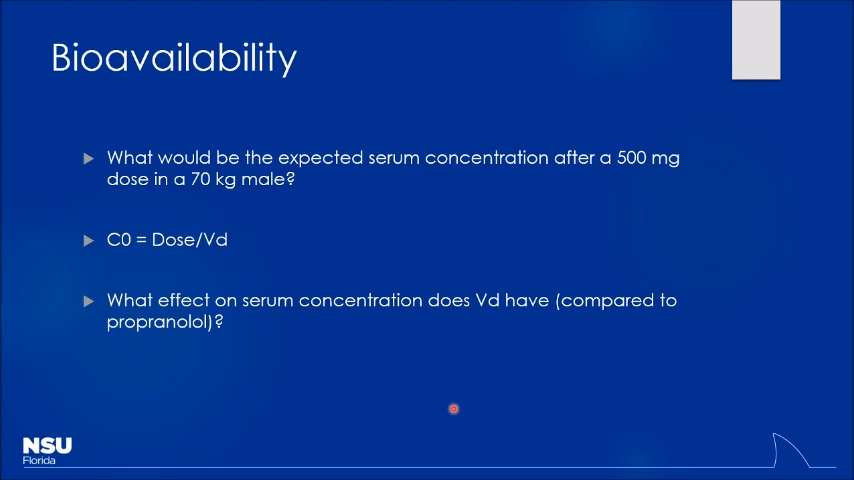 Bioavailability
What would be the expected serum concentration after a 500 mg
dose in a 70 kg male?
C0 = Dose/Vd
What effect on serum concentration does Vd have (compared to
propranolol)?
NSU
Florida